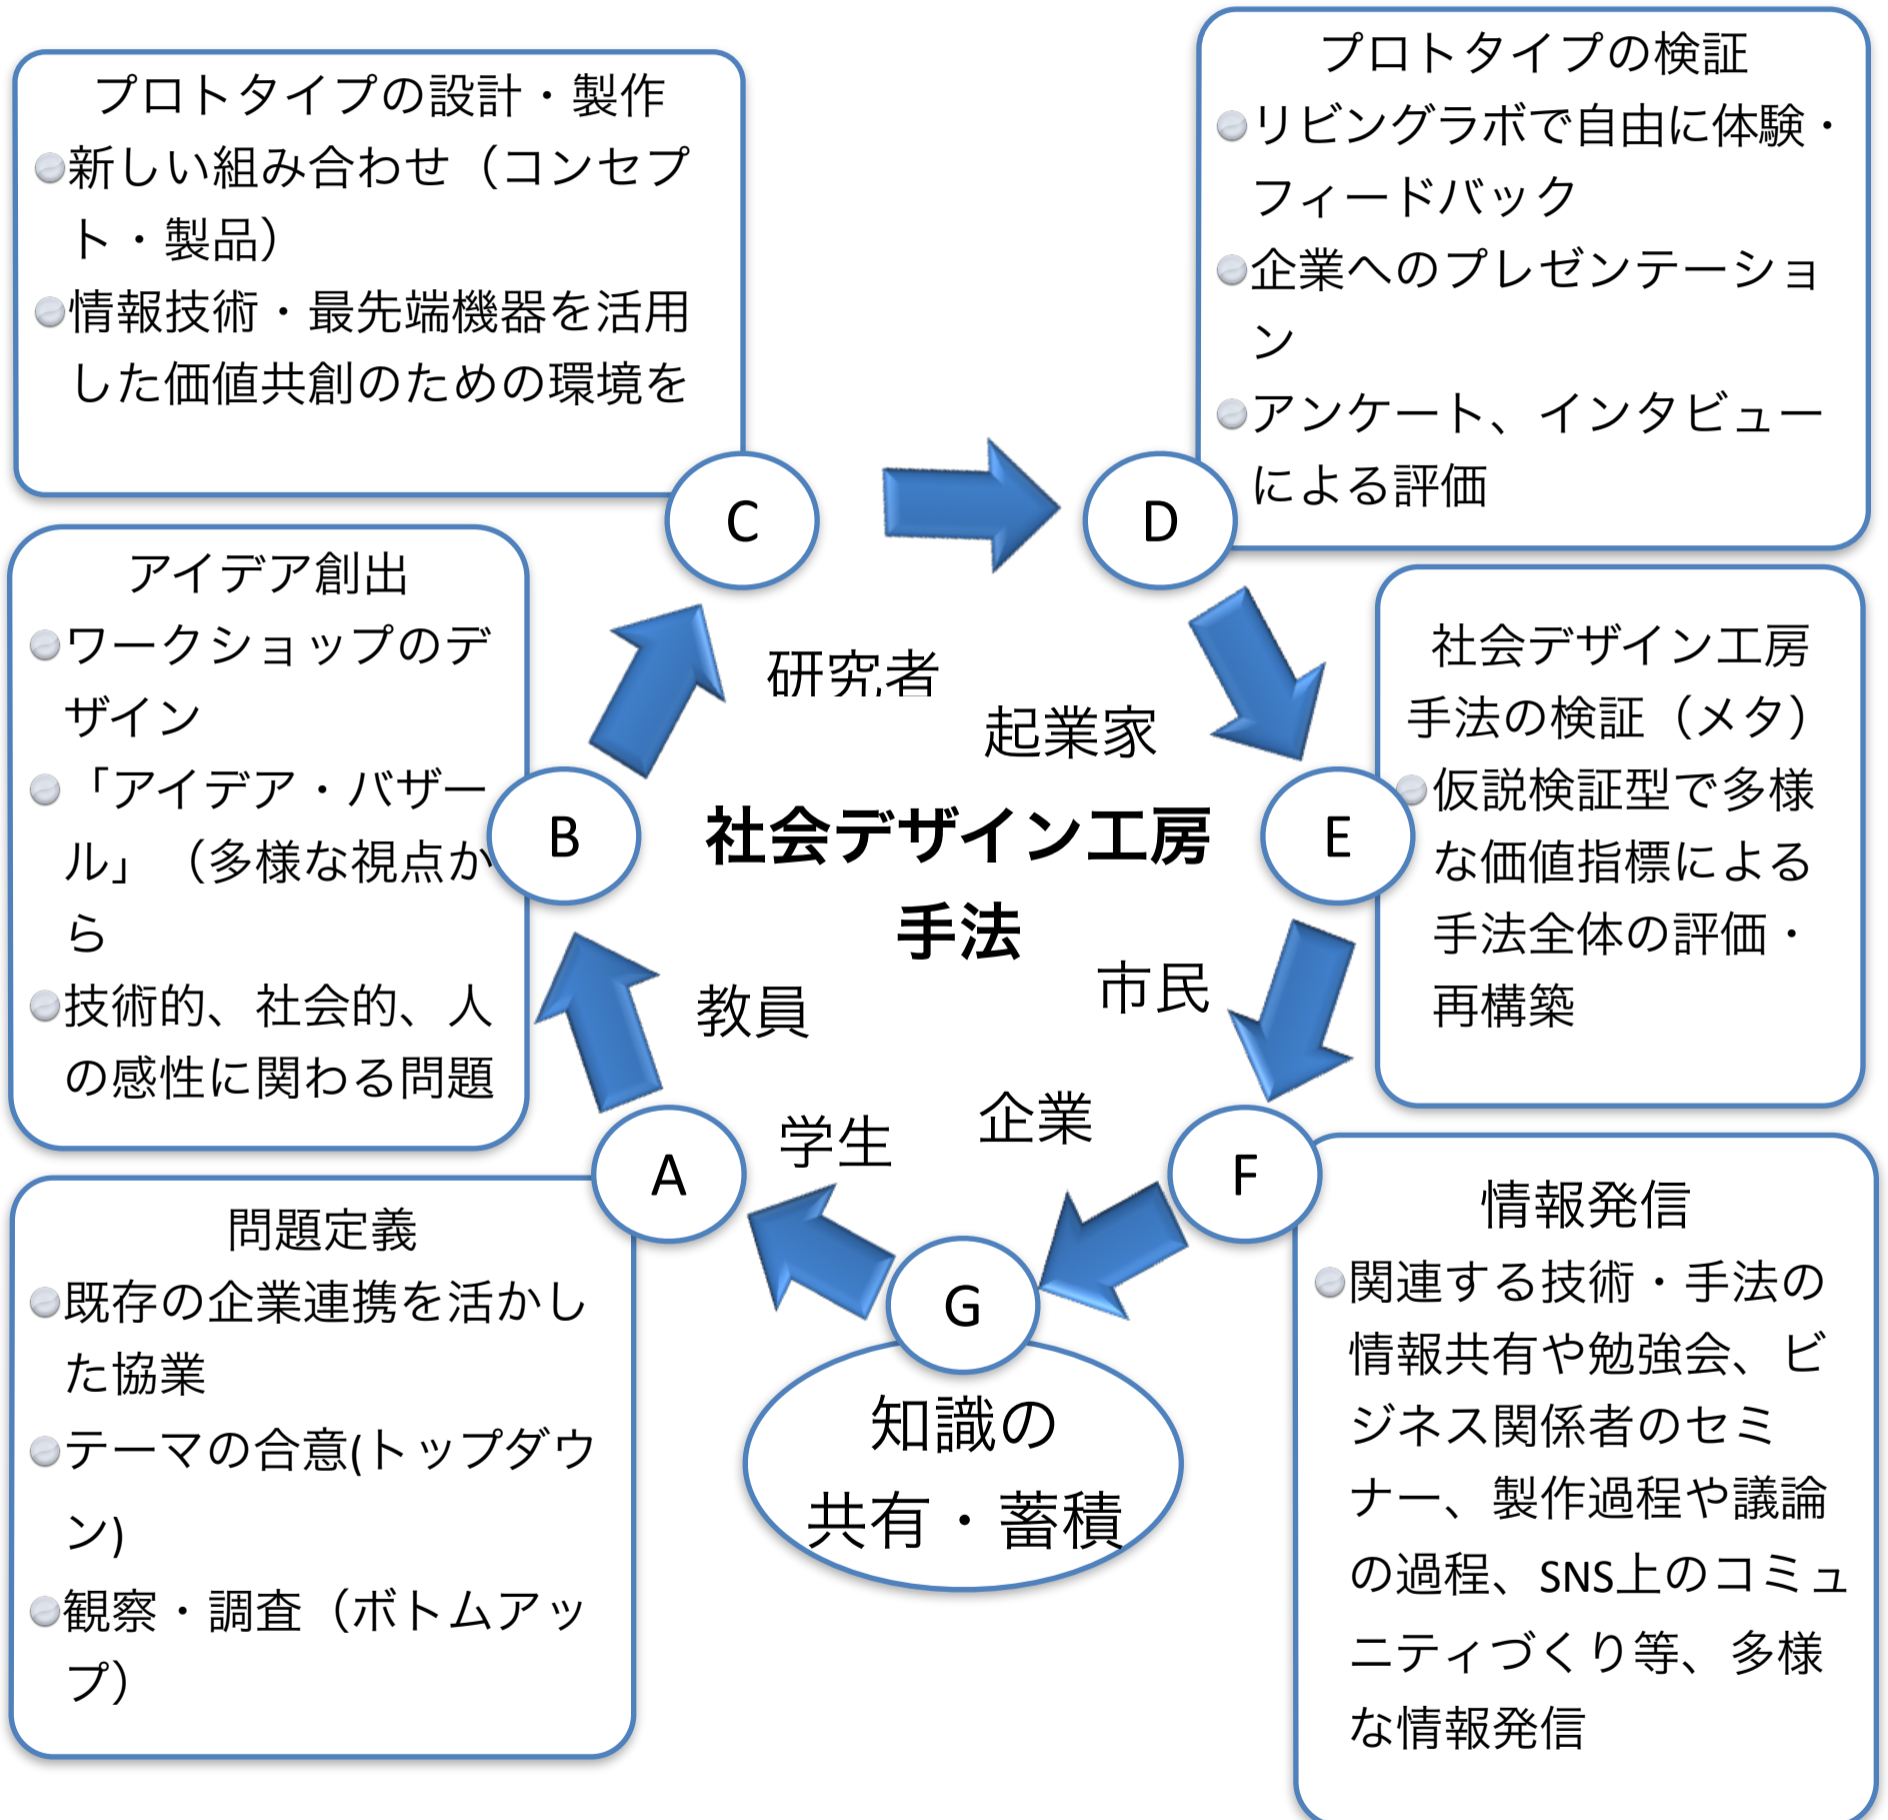 プロトタイプの設計・製作
新しい組み合わせ（コンセプ
ト・製品）
情報技術・最先端機器を活用
した価値共創のための環境を
C
プロトタイプの検証
リビングラボで自由に体験・
フィードバック
企業へのプレゼンテーショ
ン
アンケート、インタビュー
による評価
D
アイデア創出
ワークショップのデ
ザイン
「アイデア・バザー
ル」（多様な視点か
ら
技術的、社会的、人
の感性に関わる問題
B
研究者
起業家
社会デザイン工房
手法
教員
市民
学生
企業
社会デザイン工房
手法の検証（メタ）
仮説検証型で多様
な価値指標による
手法全体の評価・
再構築
E
問題定義
既存の企業連携を活かし
た協業
テーマの合意(トップダウ
ン)
観察・調査（ボトムアッ
プ）
A
G
知識の
共有・蓄積
F
情報発信
関連する技術・手法の
情報共有や勉強会、ビ
ジネス関係者のセミ
ナー、製作過程や議論
の過程、SNS上のコミュ
ニティづくり等、多様
な情報発信